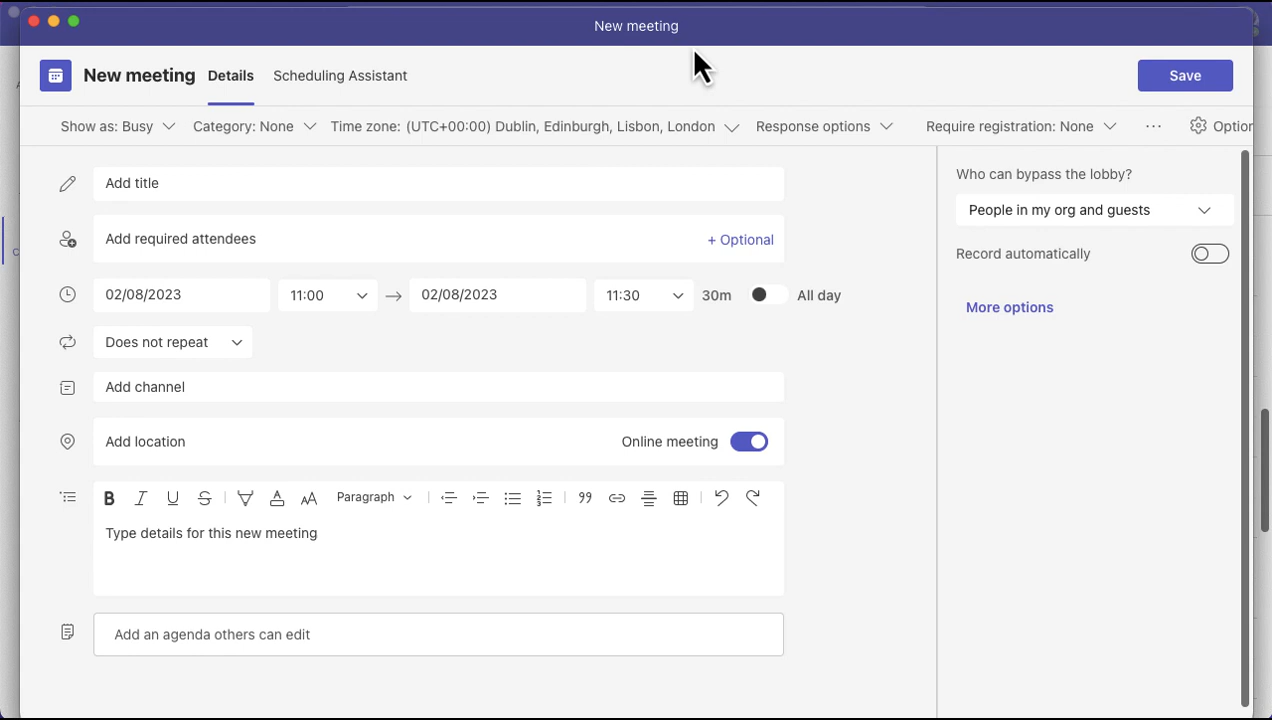 New meeting
New meeting Details Scheduling Assistant Save
Show as: Busy Category: None Time zone: (UTC+00:00) Dublin, Edinburgh, Lisbon, London Response options Require registration: None ... Option
Add title
Add required attendees + Optional
02/08/2023 11:00 → 02/08/2023 11:30 30m All day
Does not repeat
Add channel
Add location Online meeting
B I U S AA Paragraph
Type details for this new meeting
Add an agenda others can edit
Who can bypass the lobby?
People in my org and guests
Record automatically
More options